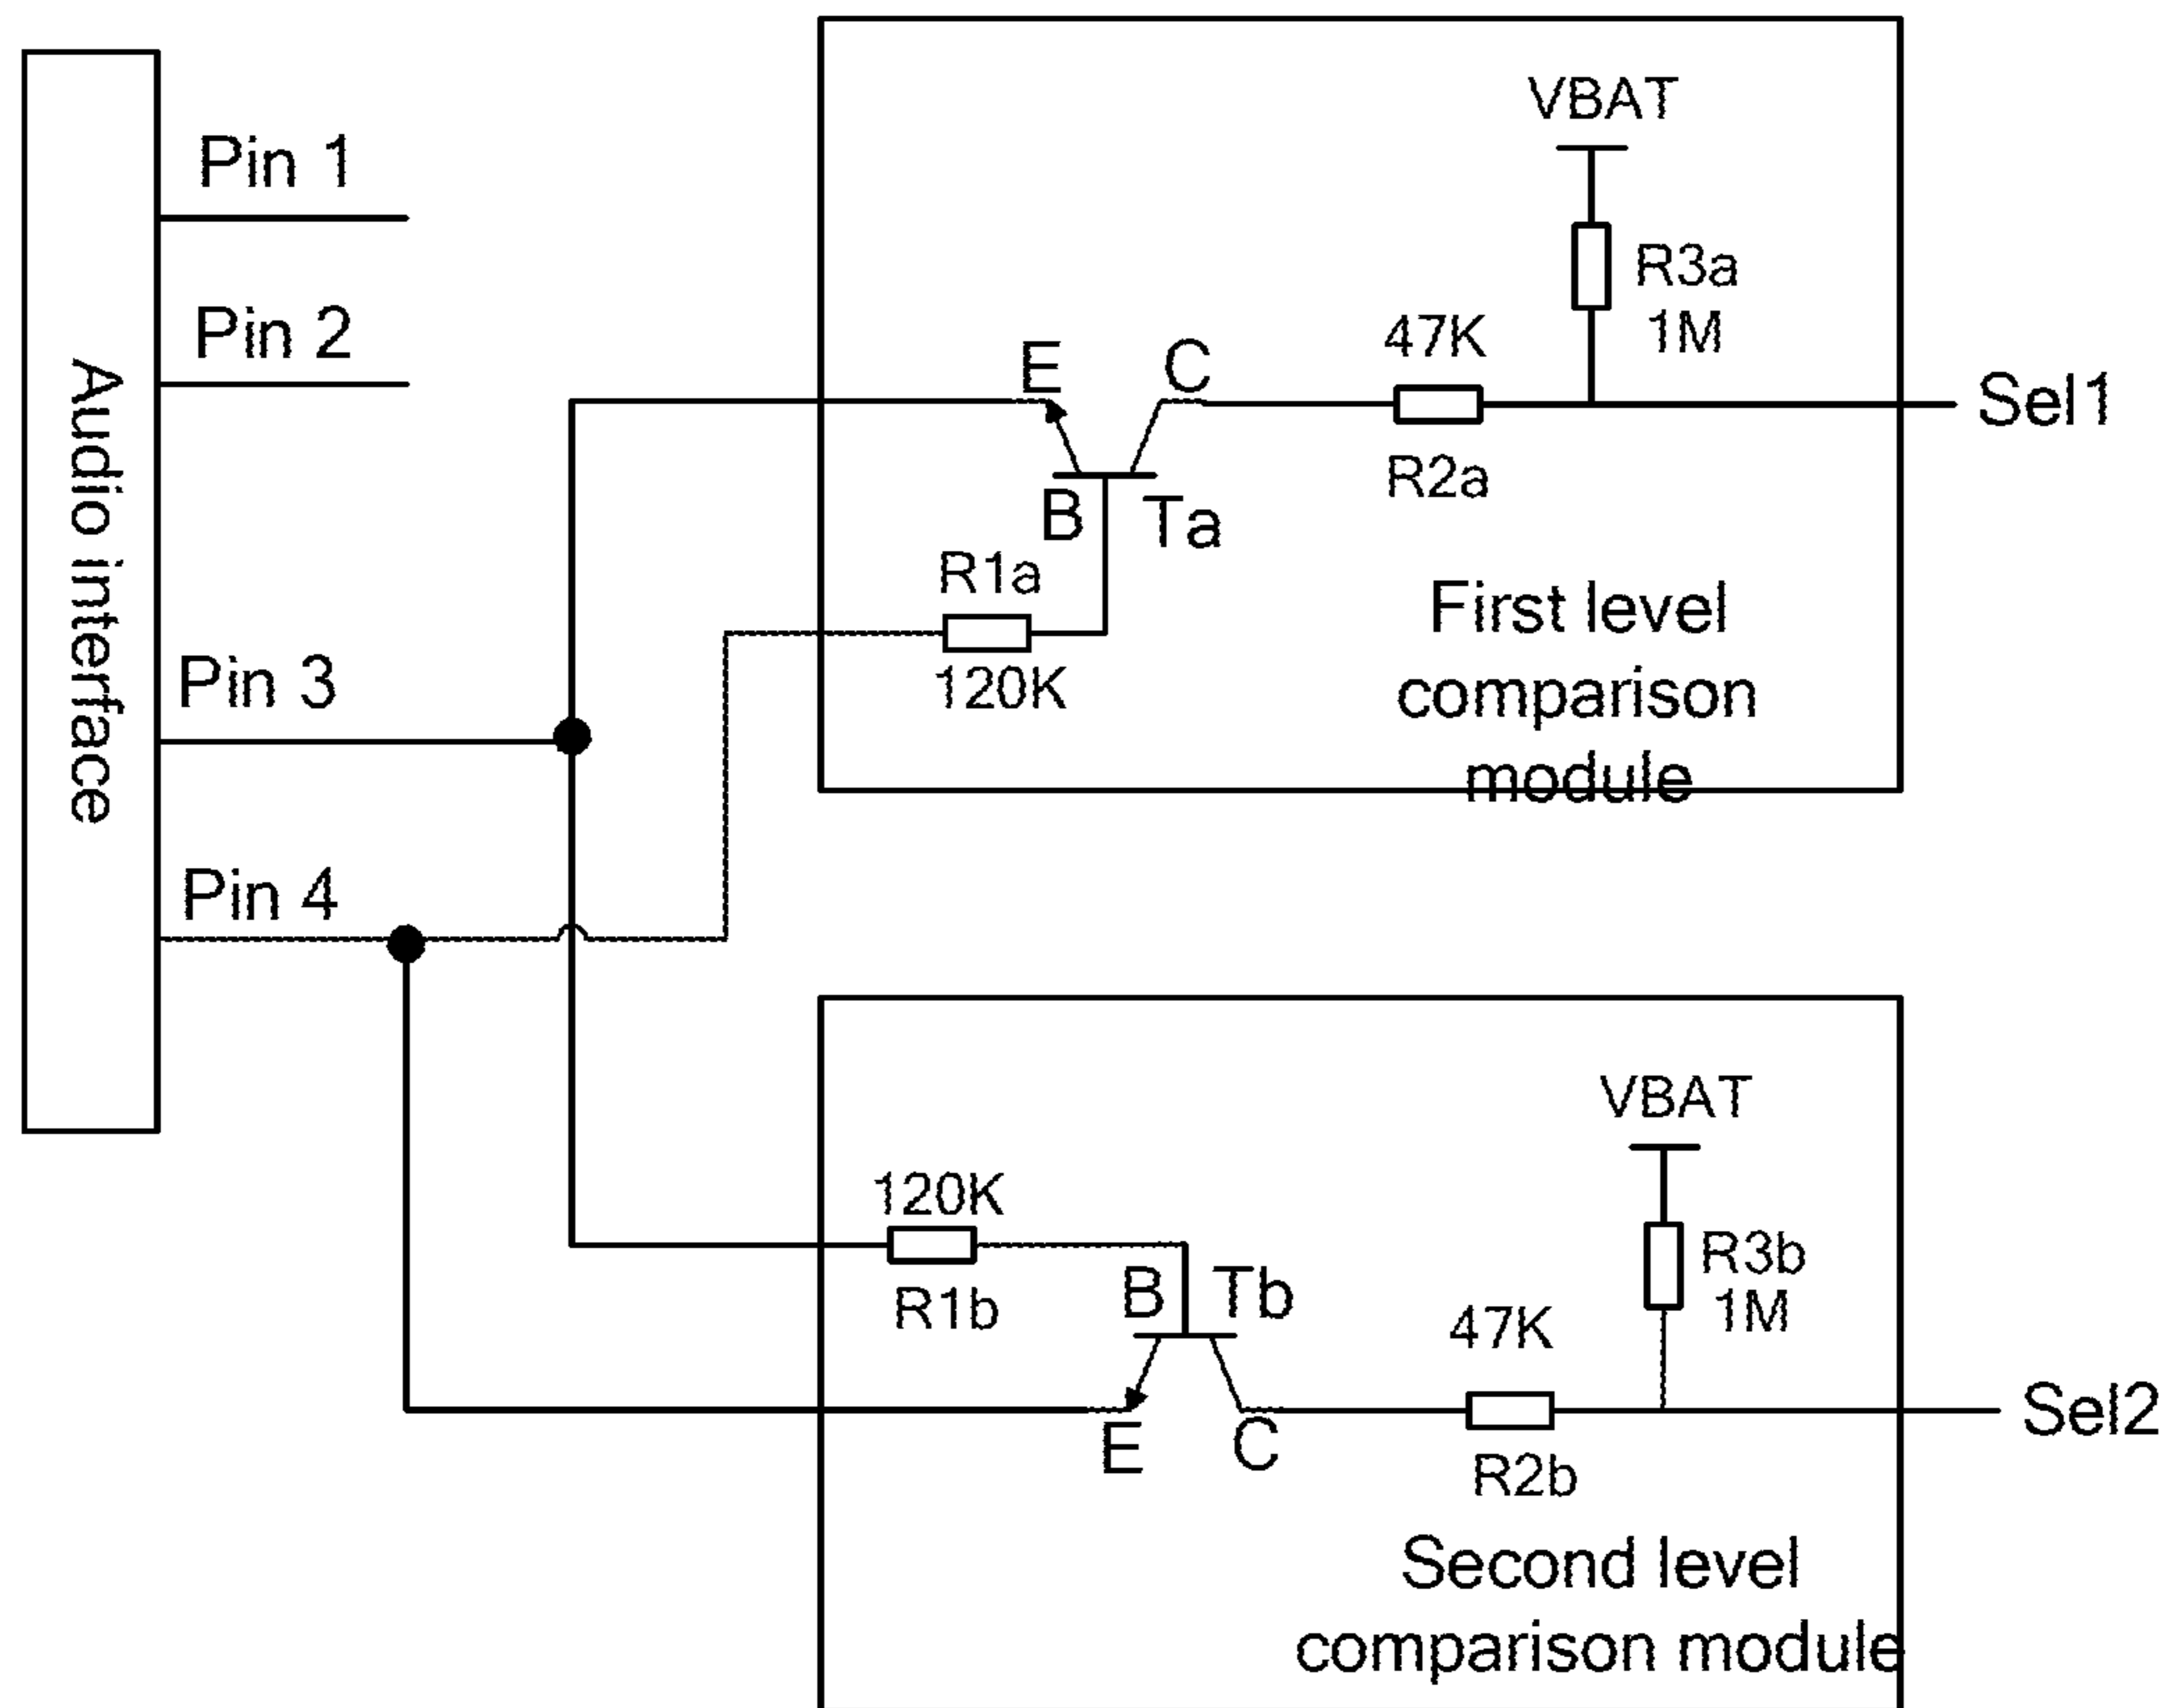 Audio interface
Pin 1
Pin 2
Pin 3
Pin 4
VBAT
R3a
1M
47K
R2a
E
C
B
Ta
R1a
120K
Sel1
First level
comparison
module
VBAT
R3b
1M
120K
R1b
B
Tb
E
C
47K
R2b
Sel2
Second level
comparison module